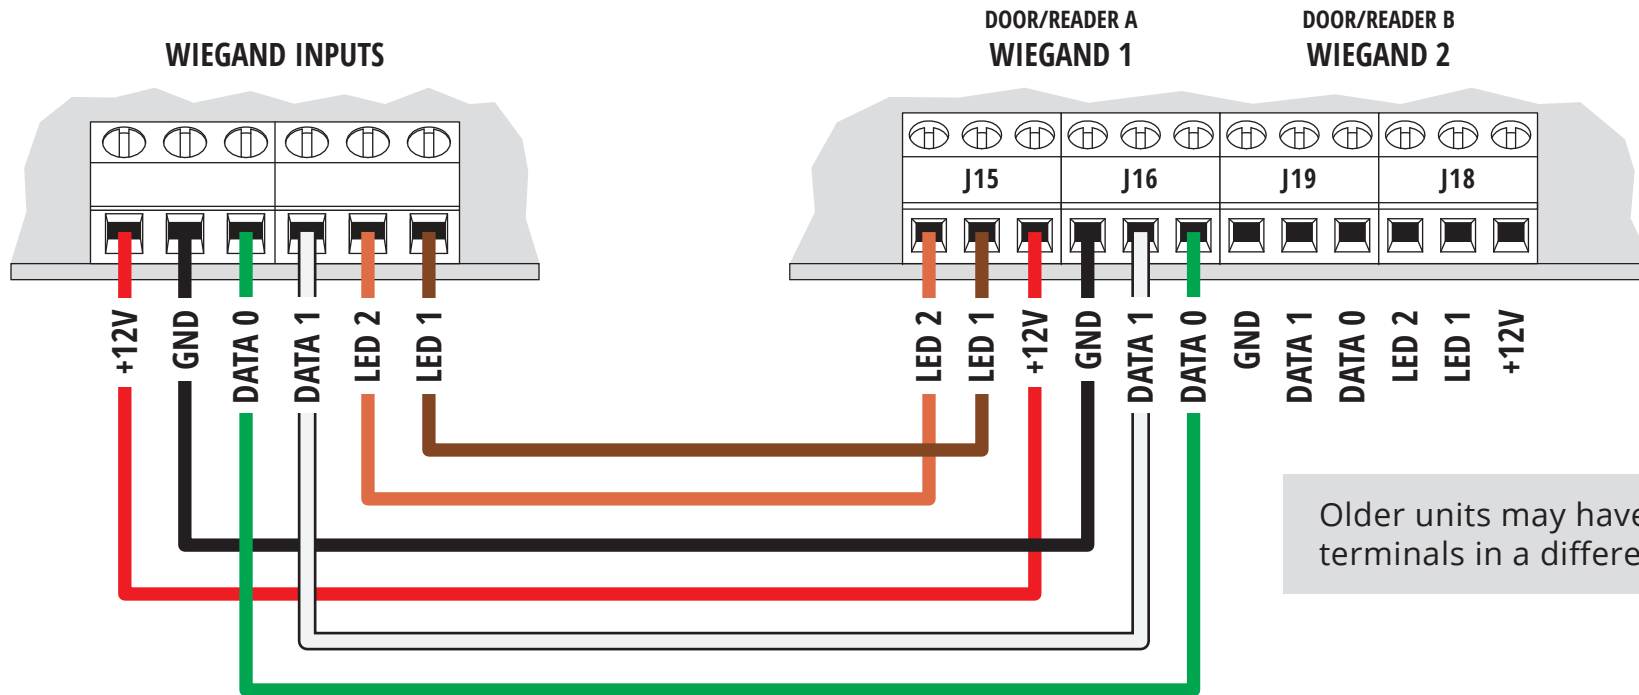 DOOR/READER A
WIEGAND 1
DOOR/READER B
WIEGAND 2
WIEGAND INPUTS
J15
J16
J19
J18
+12V
GND
DATA 0
DATA 1
LED 2
LED 1
LED 2
LED 1
+12V
GND
DATA 1
DATA 0
GND
DATA 1
DATA 0
LED 2
LED 1
+12V
Older units may have
terminals in a differe